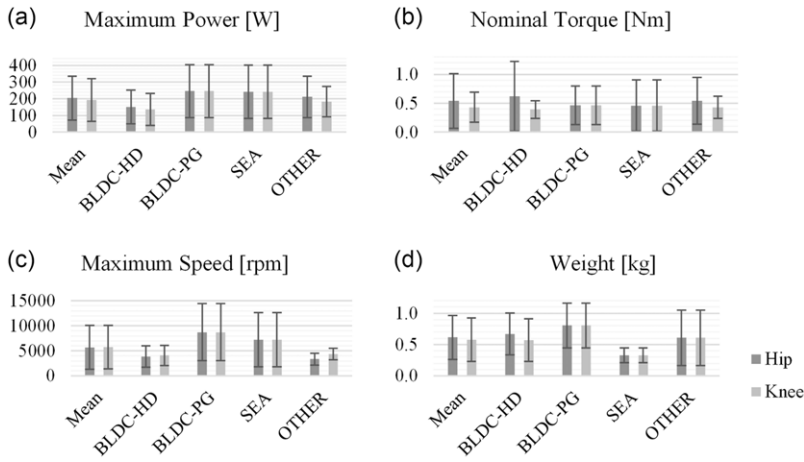 (a) Maximum Power [W]
400
300
200
100
0
Mean
BLDC-HD
BLDC-PG
SEA
OTHER
(b) Nominal Torque [Nm]
1.0
0.5
0.0
Mean
BLDC-HD
BLDC-PG
SEA
OTHER
(c) Maximum Speed [rpm]
15000
10000
5000
0
Mean
BLDC-HD
BLDC-PG
SEA
OTHER
(d) Weight [kg]
1.0
0.5
0.0
Mean
BLDC-HD
BLDC-PG
SEA
OTHER
Hip
Knee